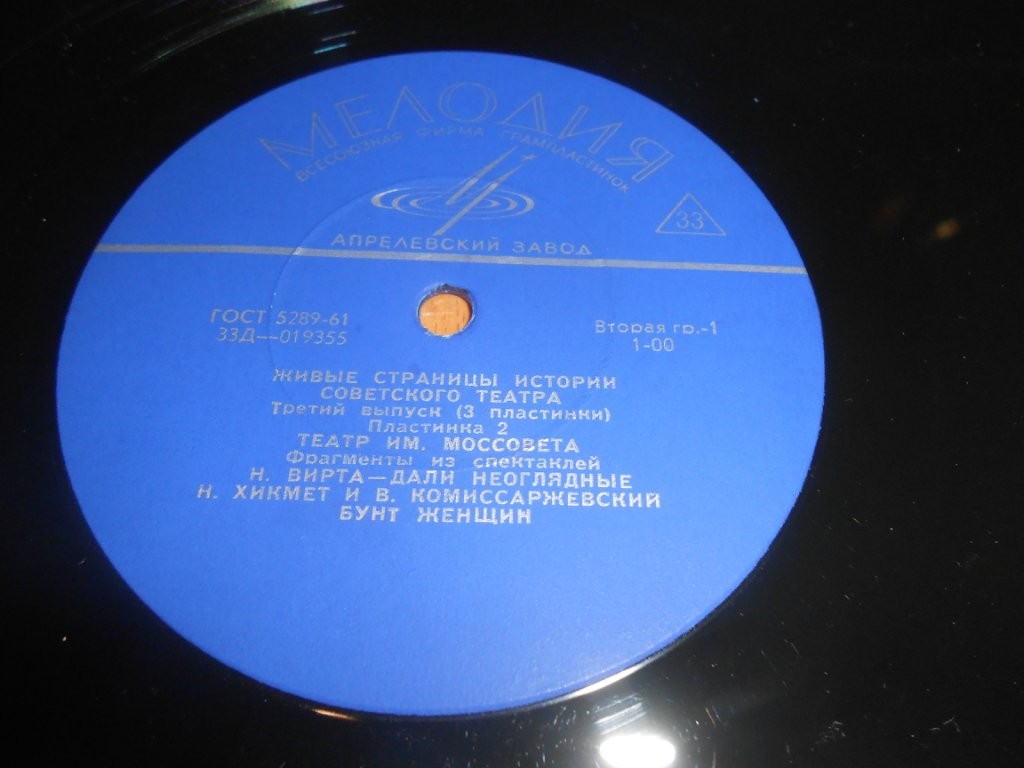 МЕЛОДИЯ
ВСЕСОЮЗНАЯ ФИРМА ГРАМПЛАСТИНОК
33
АПРЕЛЕВСКИЙ ЗАВОД
ГОСТ 5289-61
33Д—019355
Вторая гр.-1
1-00
ЖИВЫЕ СТРАНИЦЫ ИСТОРИИ
СОВЕТСКОГО ТЕАТРА
Третий выпуск (3 пластинки)
Пластинка 2
ТЕАТР ИМ. МОССОВЕТА
Фрагменты из спектаклей
Н. ВИРТА—ДАЛИ НЕОГЛЯДНЫЕ
Н. ХИКМЕТ И В. КОМИССАРЖЕВСКИЙ
БУНТ ЖЕНЩИН